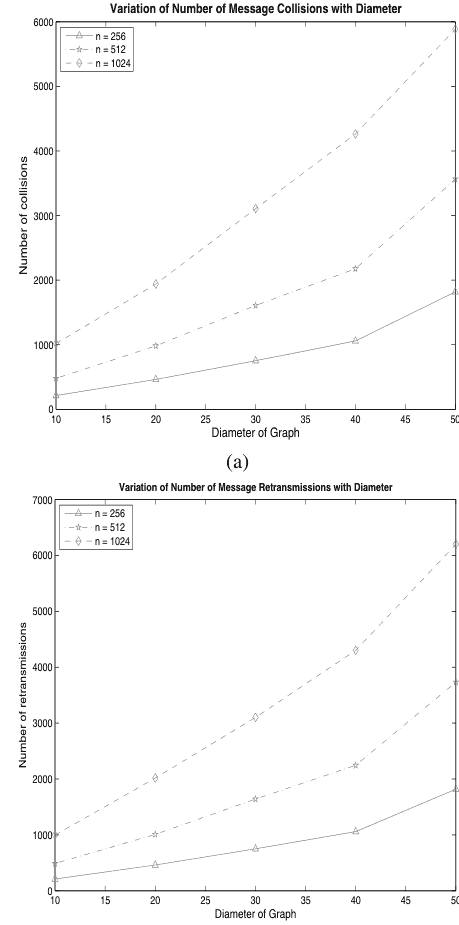 Variation of Number of Message Collisions with Diameter
6000
n = 256
n = 512
n = 1024
5000
4000
3000
2000
1000
0
Number of collisions
10 15 20 25 30 35 40 45 50
Diameter of Graph
(a)
Variation of Number of Message Retransmissions with Diameter
7000
n = 256
n = 512
n = 1024
6000
5000
4000
3000
2000
1000
0
Number of retransmissions
10 15 20 25 30 35 40 45 50
Diameter of Graph